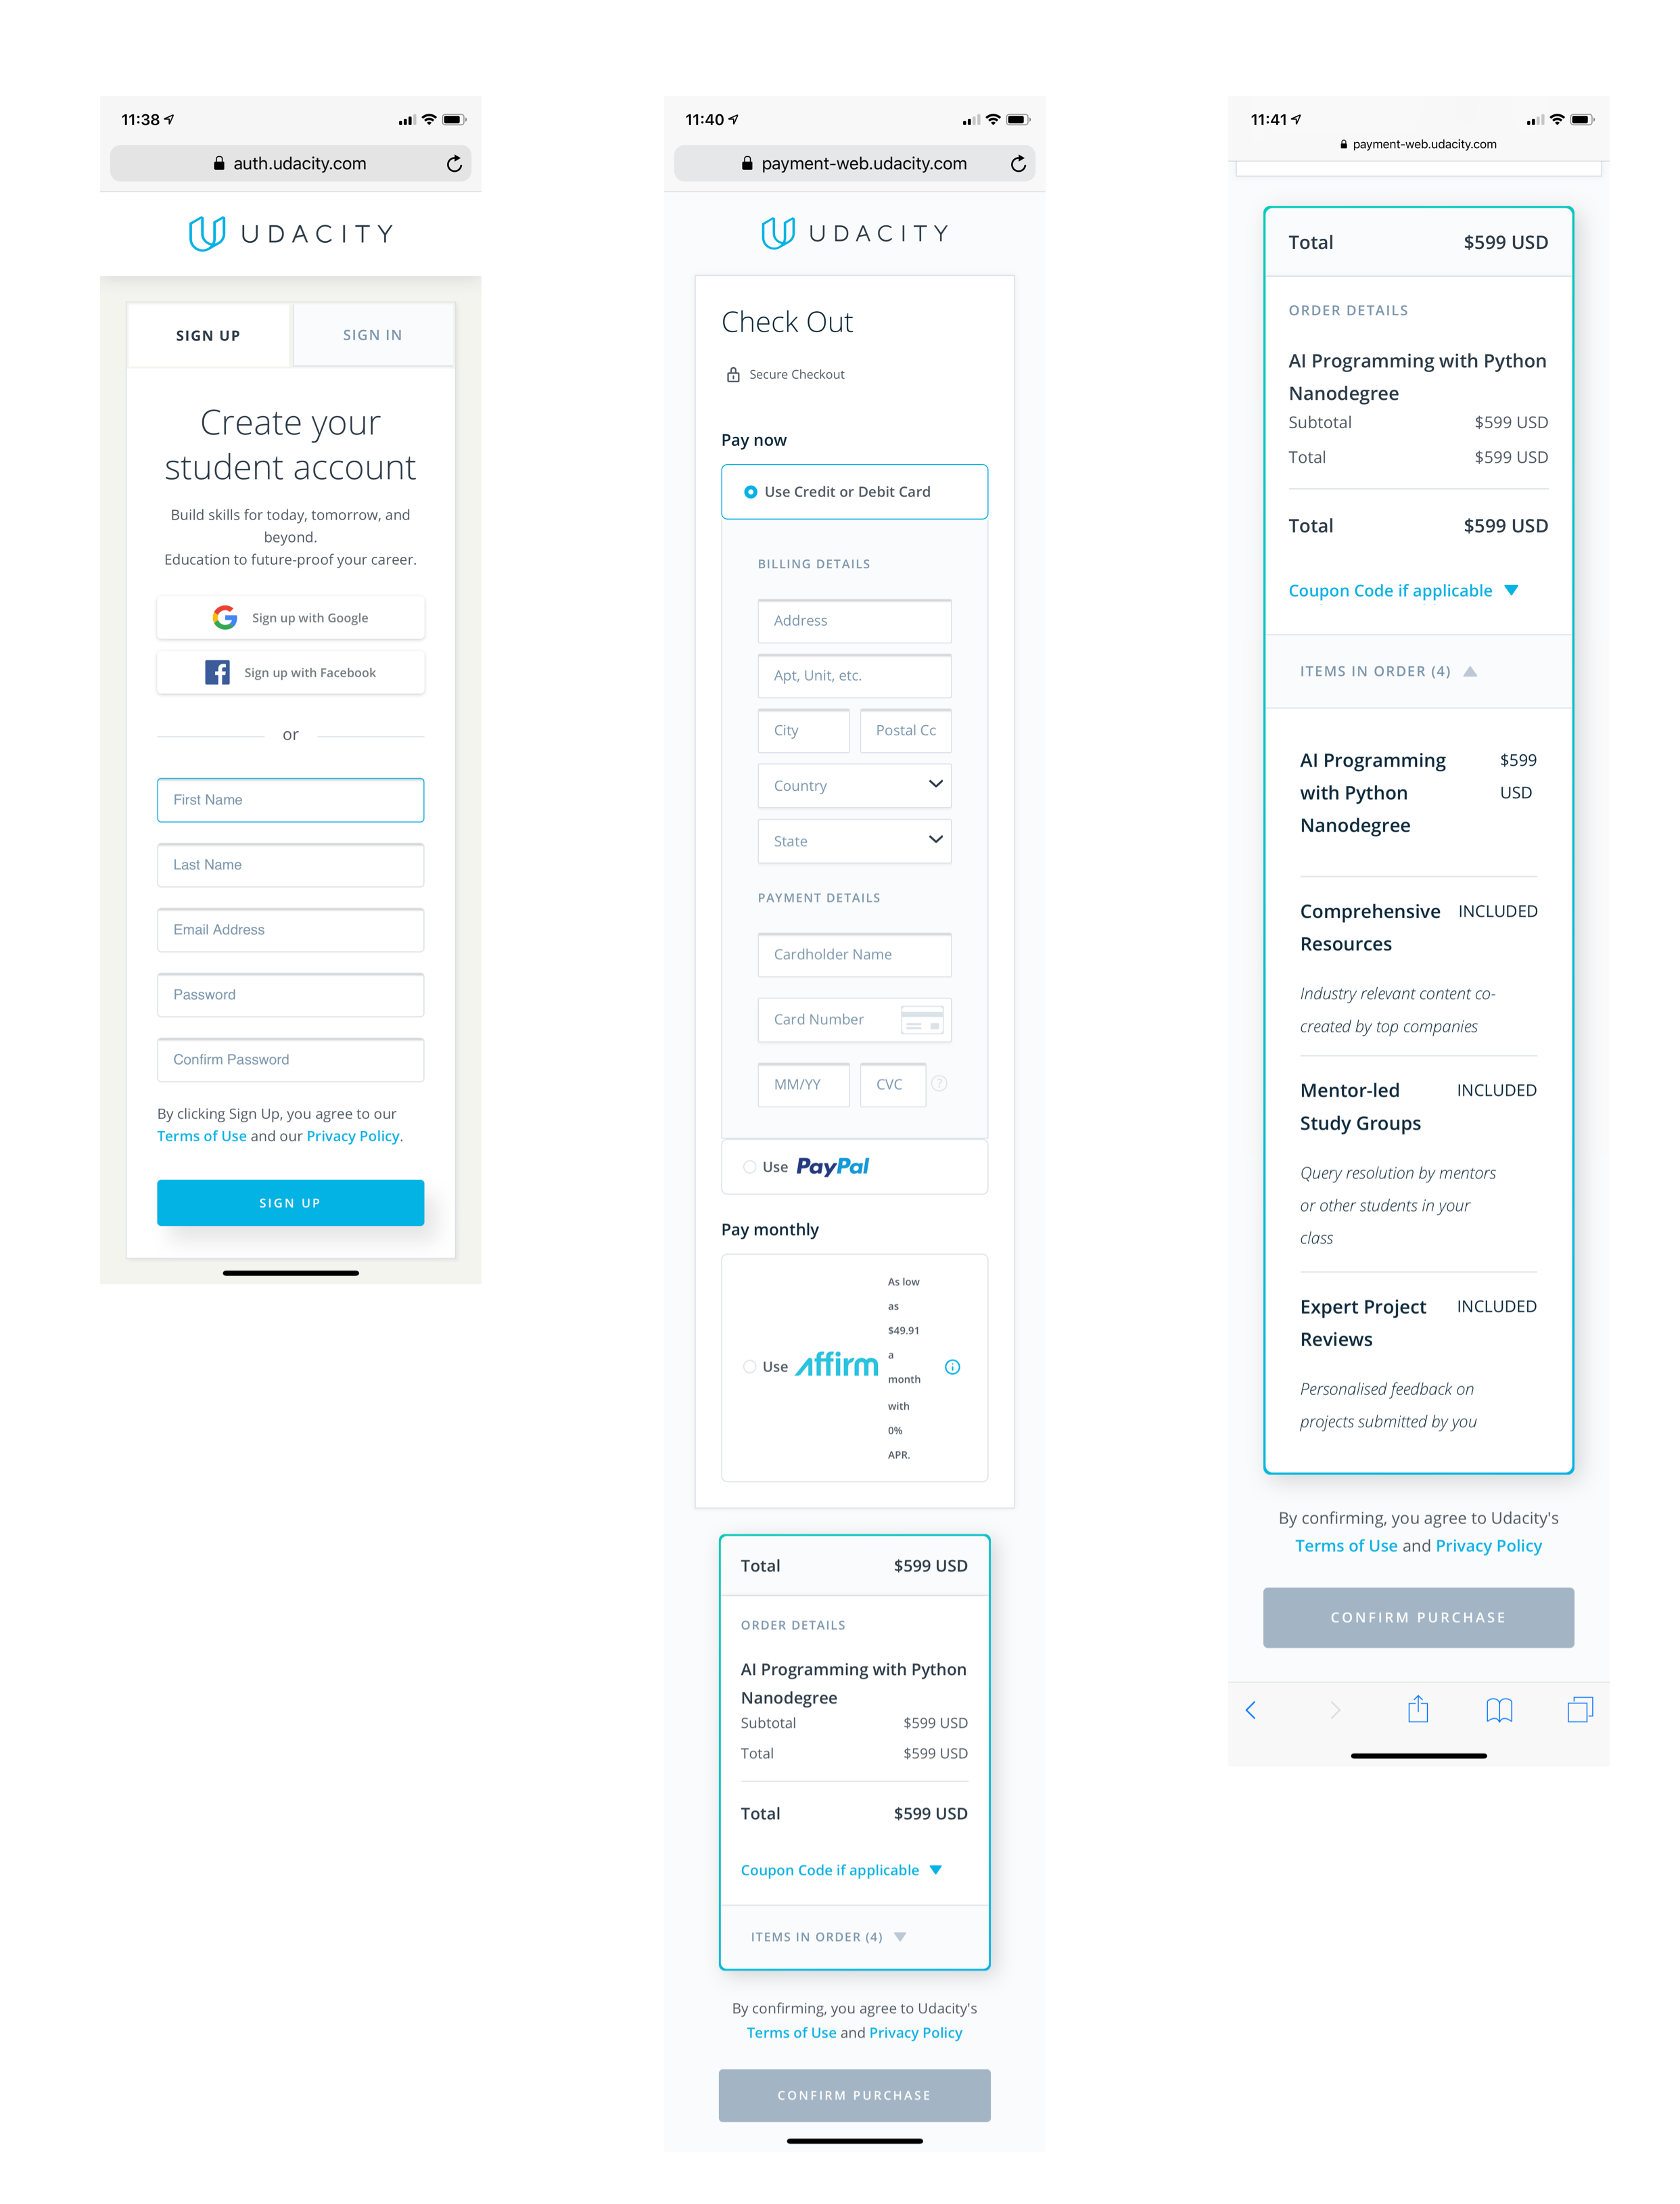 11:38
auth.udacity.com
UDACITY
SIGN UP
SIGN IN
Create your
student account
Build skills for today, tomorrow, and
beyond.
Education to future-proof your career.
Sign up with Google
Sign up with Facebook
or
First Name
Last Name
Email Address
Password
Confirm Password
By clicking Sign Up, you agree to our
Terms of Use and our Privacy Policy.
SIGN UP
11:40
payment-web.udacity.com
UDACITY
Check Out
Secure Checkout
Pay now
Use Credit or Debit Card
BILLING DETAILS
Address
Apt, Unit, etc.
City
Postal Cc
Country
State
PAYMENT DETAILS
Cardholder Name
Card Number
MM/YY
CVC
?
Use PayPal
Pay monthly
Use affirm
As low
as
$49.91
a
month
with
0%
APR.
Total $599 USD
ORDER DETAILS
AI Programming with Python
Nanodegree
Subtotal $599 USD
Total $599 USD
Total $599 USD
Coupon Code if applicable
ITEMS IN ORDER (4)
By confirming, you agree to Udacity's
Terms of Use and Privacy Policy
CONFIRM PURCHASE
11:41
payment-web.udacity.com
Total $599 USD
ORDER DETAILS
AI Programming with Python
Nanodegree
Subtotal $599 USD
Total $599 USD
Total $599 USD
Coupon Code if applicable
ITEMS IN ORDER (4)
AI Programming $599
with Python USD
Nanodegree
Comprehensive INCLUDED
Resources
Industry relevant content co-
created by top companies
Mentor-led INCLUDED
Study Groups
Query resolution by mentors
or other students in your
class
Expert Project INCLUDED
Reviews
Personalised feedback on
projects submitted by you
By confirming, you agree to Udacity's
Terms of Use and Privacy Policy
CONFIRM PURCHASE